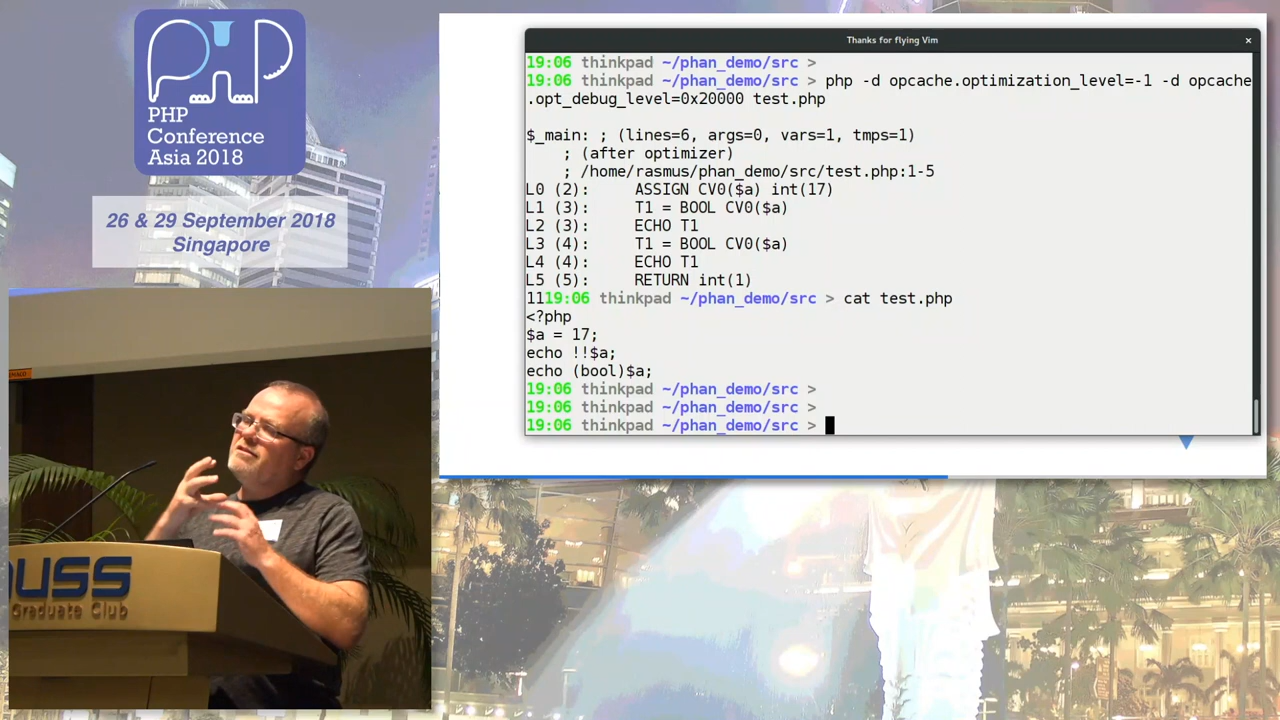 PHP
Conference
Asia 2018
26 & 29 September 2018
Singapore
Thanks for flying Vim
19:06 thinkpad ~/phan_demo/src >
19:06 thinkpad ~/phan_demo/src > php -d opcache.optimization_level=-1 -d opcache
.opt_debug_level=0x20000 test.php
$_main: ; (lines=6, args=0, vars=1, tmps=1)
; (after optimizer)
; /home/rasmus/phan_demo/src/test.php:1-5
L0 (2): ASSIGN CV0($a) int(17)
L1 (3): T1 = BOOL CV0($a)
L2 (3): ECHO T1
L3 (4): T1 = BOOL CV0($a)
L4 (4): ECHO T1
L5 (5): RETURN int(1)
1119:06 thinkpad ~/phan_demo/src > cat test.php
<?php
$a = 17;
echo !!$a;
echo (bool)$a;
19:06 thinkpad ~/phan_demo/src >
19:06 thinkpad ~/phan_demo/src >
19:06 thinkpad ~/phan_demo/src >
USS
Graduate Club